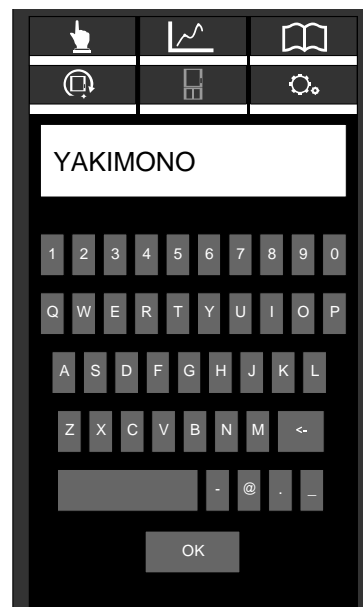 YAKIMONO
1 2 3 4 5 6 7 8 9 0
Q W E R T Y U I O P
A S D F G H J K L
Z X C V B N M <-
- @ . _
OK